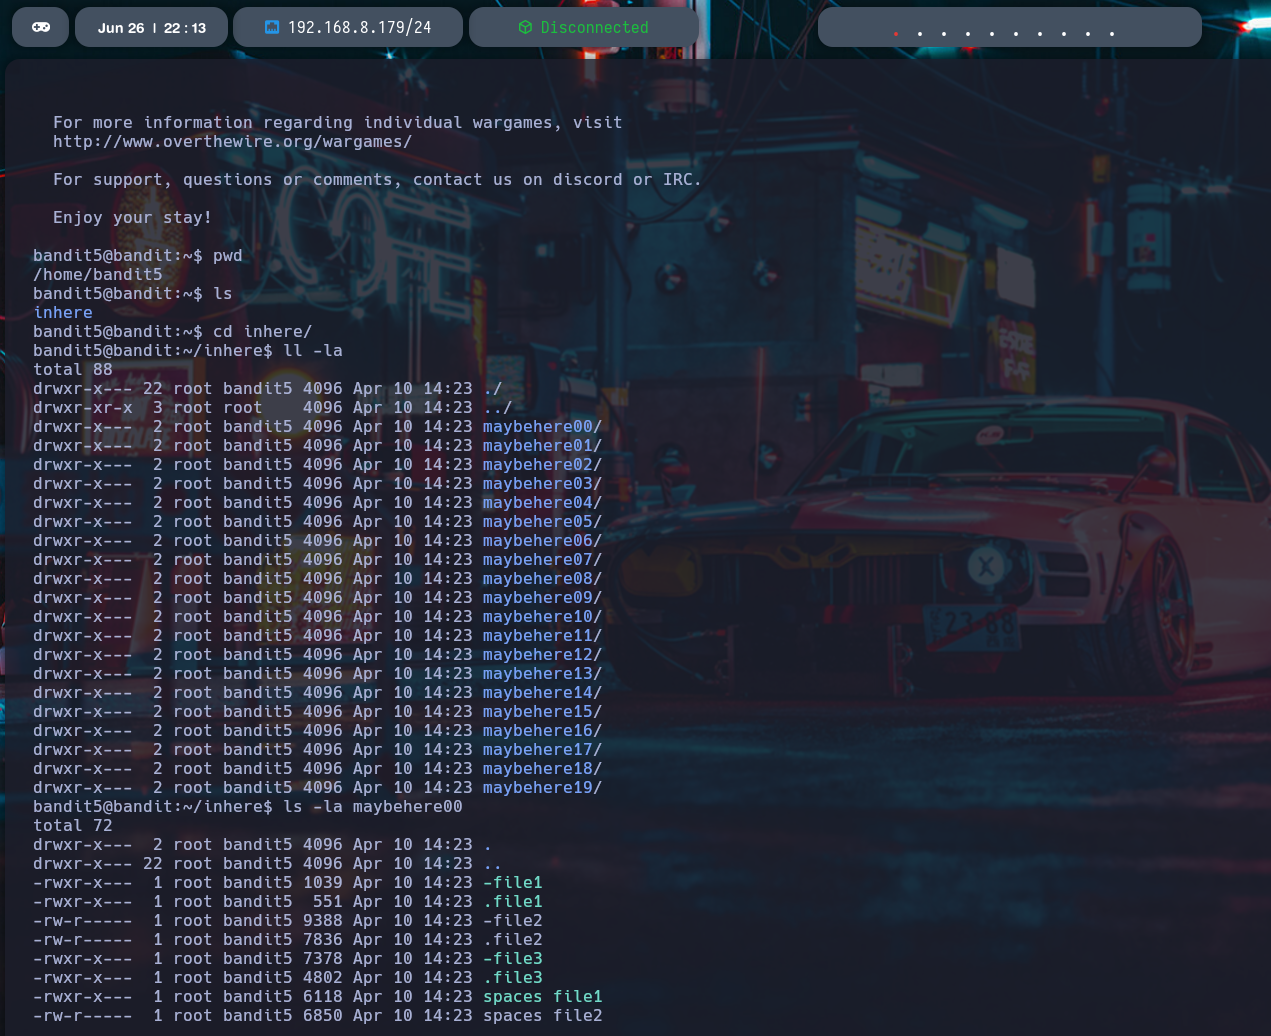 Jun 26 | 22 : 13
192.168.8.179/24
Disconnected
For more information regarding individual wargames, visit
http://www.overthewire.org/wargames/
For support, questions or comments, contact us on discord or IRC.
Enjoy your stay!
bandit5@bandit:~$ pwd
/home/bandit5
bandit5@bandit:~$ ls
inhere
bandit5@bandit:~$ cd inhere/
bandit5@bandit:~/inhere$ ll -la
total 88
drwxr-x--- 22 root bandit5 4096 Apr 10 14:23 ./
drwxr-xr-x  3 root root    4096 Apr 10 14:23 ../
drwxr-x---  2 root bandit5 4096 Apr 10 14:23 maybehere00/
drwxr-x---  2 root bandit5 4096 Apr 10 14:23 maybehere01/
drwxr-x---  2 root bandit5 4096 Apr 10 14:23 maybehere02/
drwxr-x---  2 root bandit5 4096 Apr 10 14:23 maybehere03/
drwxr-x---  2 root bandit5 4096 Apr 10 14:23 maybehere04/
drwxr-x---  2 root bandit5 4096 Apr 10 14:23 maybehere05/
drwxr-x---  2 root bandit5 4096 Apr 10 14:23 maybehere06/
drwxr-x---  2 root bandit5 4096 Apr 10 14:23 maybehere07/
drwxr-x---  2 root bandit5 4096 Apr 10 14:23 maybehere08/
drwxr-x---  2 root bandit5 4096 Apr 10 14:23 maybehere09/
drwxr-x---  2 root bandit5 4096 Apr 10 14:23 maybehere10/
drwxr-x---  2 root bandit5 4096 Apr 10 14:23 maybehere11/
drwxr-x---  2 root bandit5 4096 Apr 10 14:23 maybehere12/
drwxr-x---  2 root bandit5 4096 Apr 10 14:23 maybehere13/
drwxr-x---  2 root bandit5 4096 Apr 10 14:23 maybehere14/
drwxr-x---  2 root bandit5 4096 Apr 10 14:23 maybehere15/
drwxr-x---  2 root bandit5 4096 Apr 10 14:23 maybehere16/
drwxr-x---  2 root bandit5 4096 Apr 10 14:23 maybehere17/
drwxr-x---  2 root bandit5 4096 Apr 10 14:23 maybehere18/
drwxr-x---  2 root bandit5 4096 Apr 10 14:23 maybehere19/
bandit5@bandit:~/inhere$ ls -la maybehere00
total 72
drwxr-x---  2 root bandit5 4096 Apr 10 14:23 .
drwxr-x--- 22 root bandit5 4096 Apr 10 14:23 ..
-rwxr-x---  1 root bandit5 1039 Apr 10 14:23 -file1
-rwxr-x---  1 root bandit5  551 Apr 10 14:23 .file1
-rw-r-----  1 root bandit5 9388 Apr 10 14:23 -file2
-rw-r-----  1 root bandit5 7836 Apr 10 14:23 .file2
-rwxr-x---  1 root bandit5 7378 Apr 10 14:23 -file3
-rwxr-x---  1 root bandit5 4802 Apr 10 14:23 .file3
-rwxr-x---  1 root bandit5 6118 Apr 10 14:23 spaces file1
-rw-r-----  1 root bandit5 6850 Apr 10 14:23 spaces file2